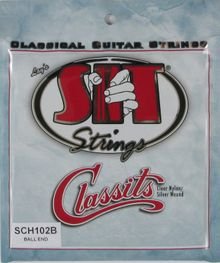 CLASSICAL GUITAR STRINGS
SIT
Strings
Classits
Clear Nylon/
Silver Wound
SCH102B
BALL END